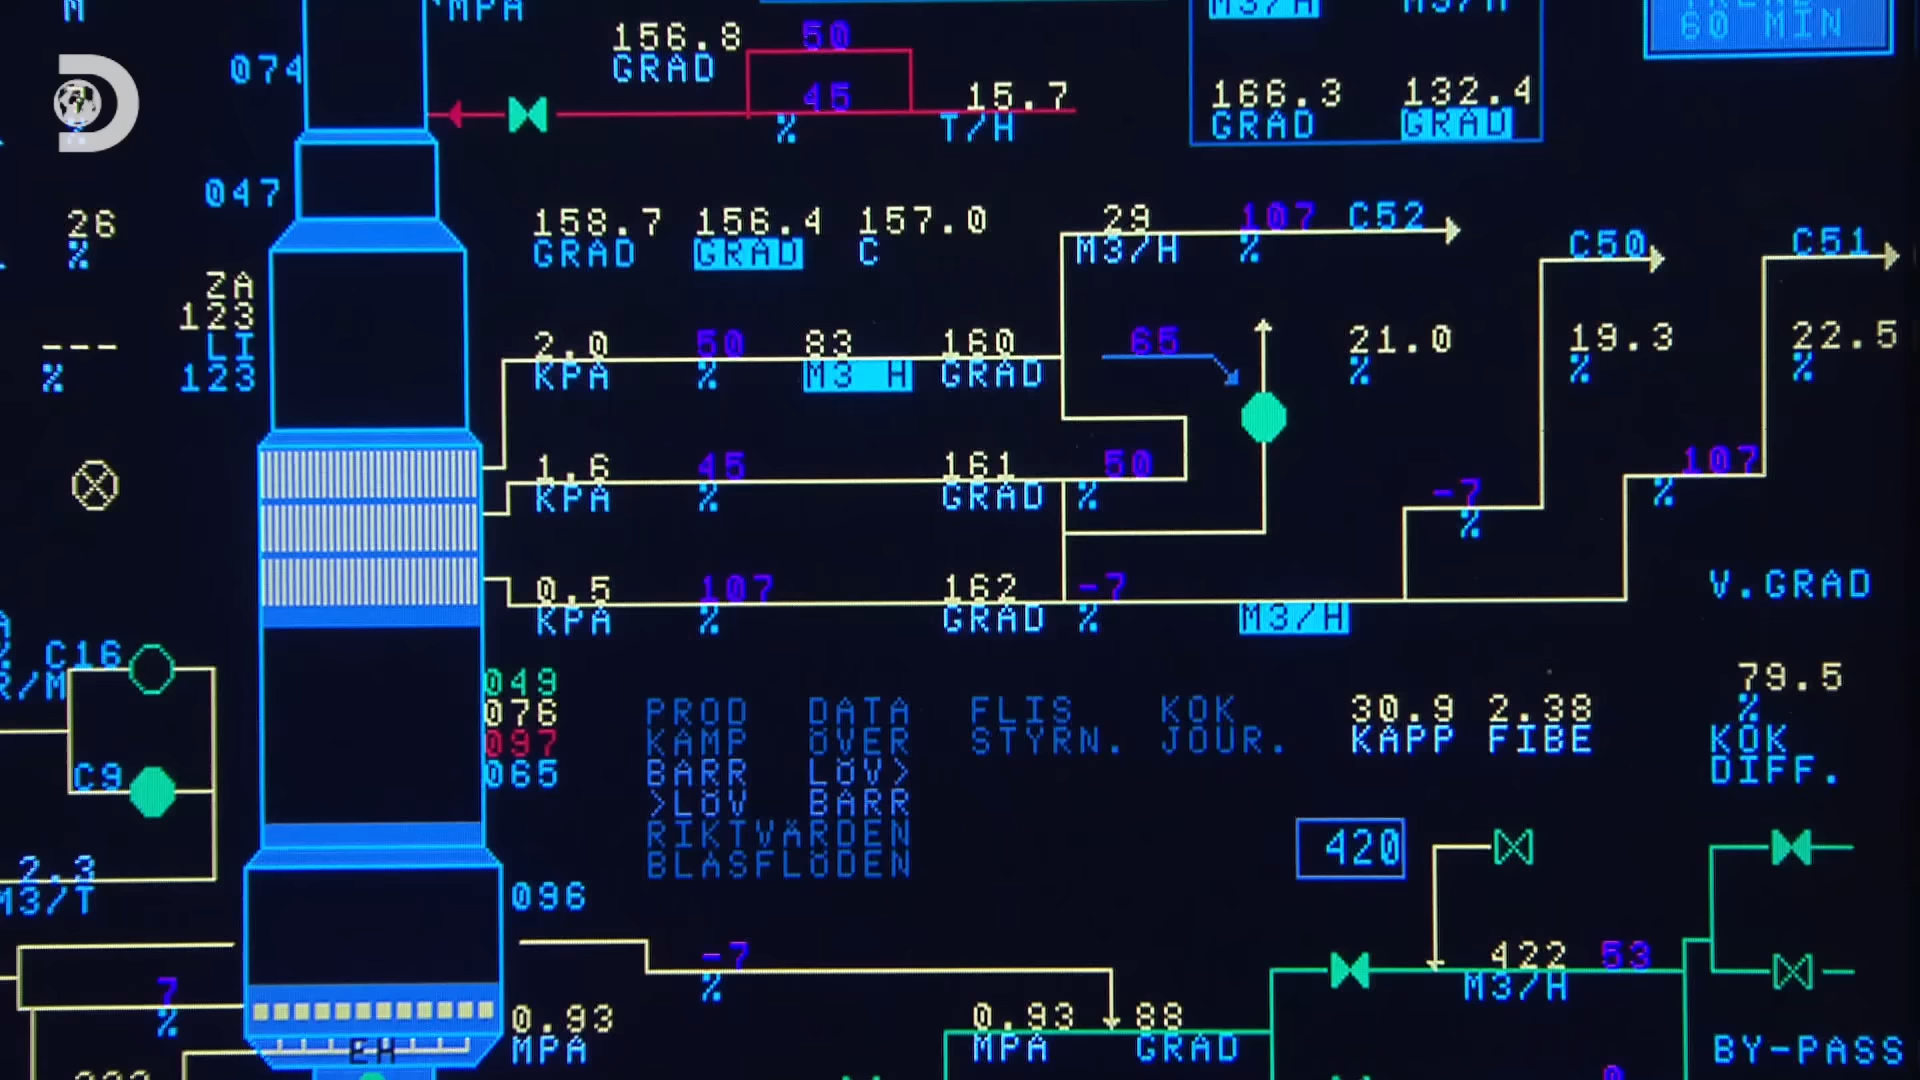 M
MPA
M3/H
M3/H
60 MIN
156.8
50
GRAD
074
45
15.7
%
T/H
166.3
132.4
GRAD
GRAD
047
26
%
158.7
156.4
157.0
GRAD
GRAD
C
29
107
C52
M3/H
%
C50
C51
ZA
123
LI
123
---
%
2.0
50
83
160
KPA
%
M3 H
GRAD
65
21.0
%
19.3
%
22.5
%
1.6
45
161
50
KPA
%
GRAD
%
-7
%
107
%
0.5
107
162
-7
KPA
%
GRAD
%
M3/H
V.GRAD
C16
R/M
C9
049
076
097
065
PROD DATA FLIS KOK
KAMP ÖVER STYRN. JOUR.
BARR LÖV>
>LÖV BARR
RIKTVÄRDEN
BLÅSFLÖDEN
30.9 2.38
KAPP FIBE
79.5
%
KOK
DIFF.
2.3
M3/T
096
420
7
%
-7
%
422
53
M3/H
0.93
MPA
0.93
88
MPA
GRAD
EH
BY-PASS